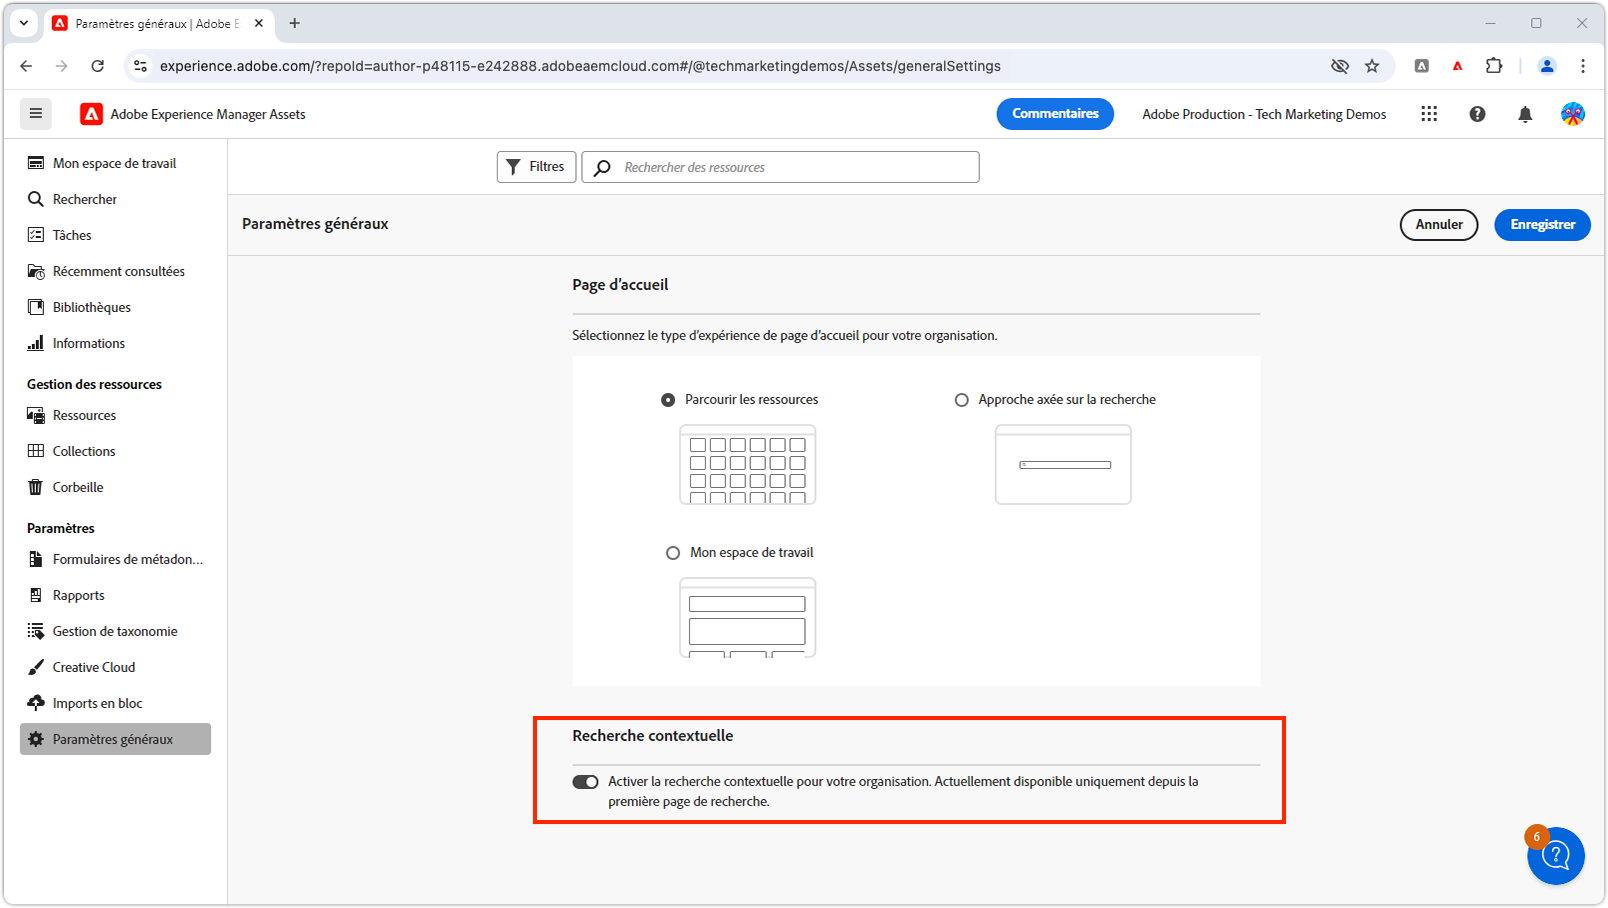 Paramètres généraux | Adobe E
experience.adobe.com/?repoId=author-p48115-e242888.adobeaemcloud.com#/@techmarketingdemos/Assets/generalSettings
Adobe Experience Manager Assets
Commentaires
Adobe Production - Tech Marketing Demos
Mon espace de travail
Rechercher
Tâches
Récemment consultées
Bibliothèques
Informations
Gestion des ressources
Ressources
Collections
Corbeille
Paramètres
Formulaires de métadon...
Rapports
Gestion de taxonomie
Creative Cloud
Imports en bloc
Paramètres généraux
Filtres
Rechercher des ressources
Paramètres généraux
Annuler
Enregistrer
Page d'accueil
Sélectionnez le type d'expérience de page d'accueil pour votre organisation.
Parcourir les ressources
Approche axée sur la recherche
Mon espace de travail
Recherche contextuelle
Activer la recherche contextuelle pour votre organisation. Actuellement disponible uniquement depuis la
première page de recherche.
6